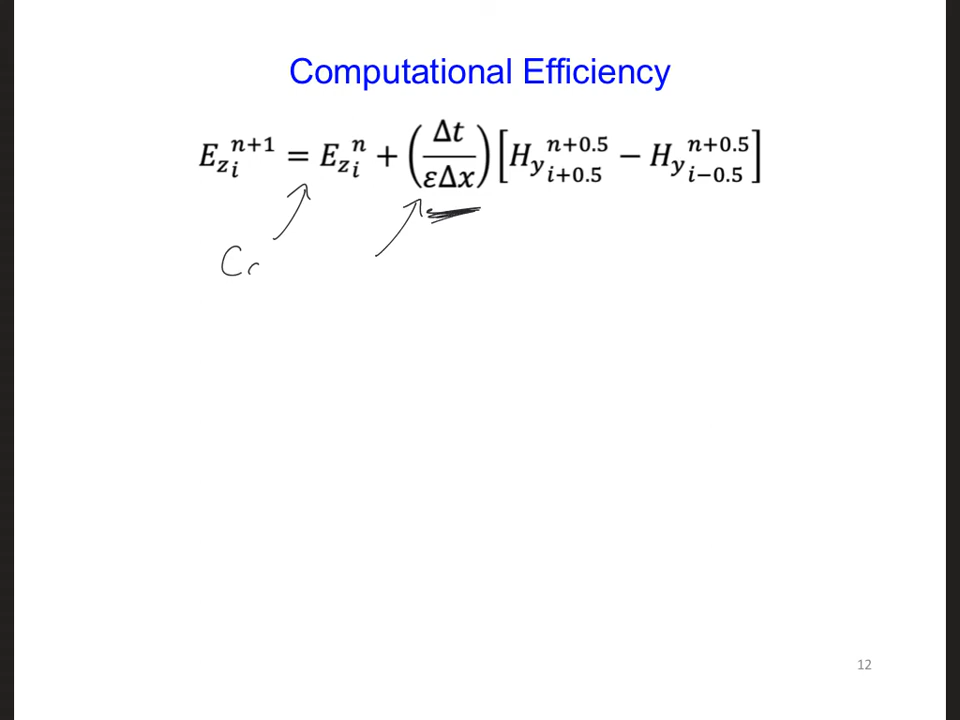 Computational Efficiency
E_{z_i}^{n+1} = E_{z_i}^{n} + (Δt / εΔx) [H_{y_{i+0.5}}^{n+0.5} − H_{y_{i−0.5}}^{n+0.5}]
12